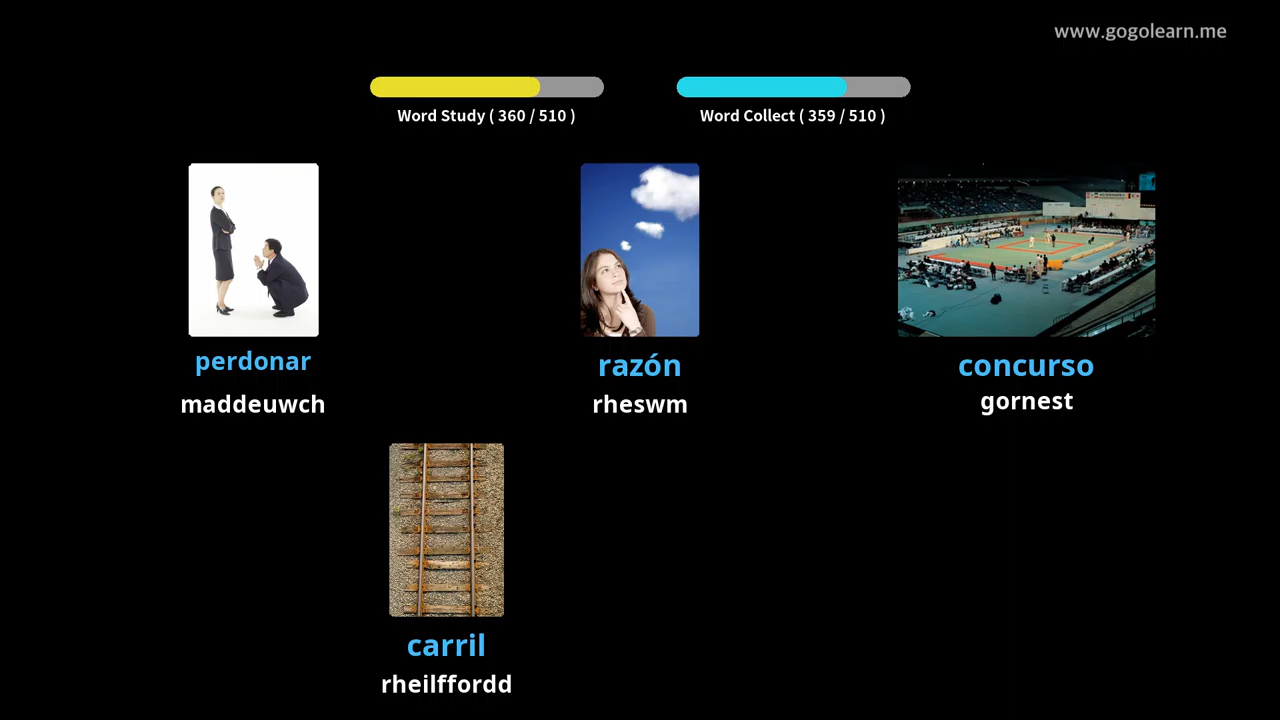 www.gogolearn.me
Word Study ( 360 / 510 )
Word Collect ( 359 / 510 )
perdonar
maddeuwch
razón
rheswm
concurso
gornest
carril
rheilffordd